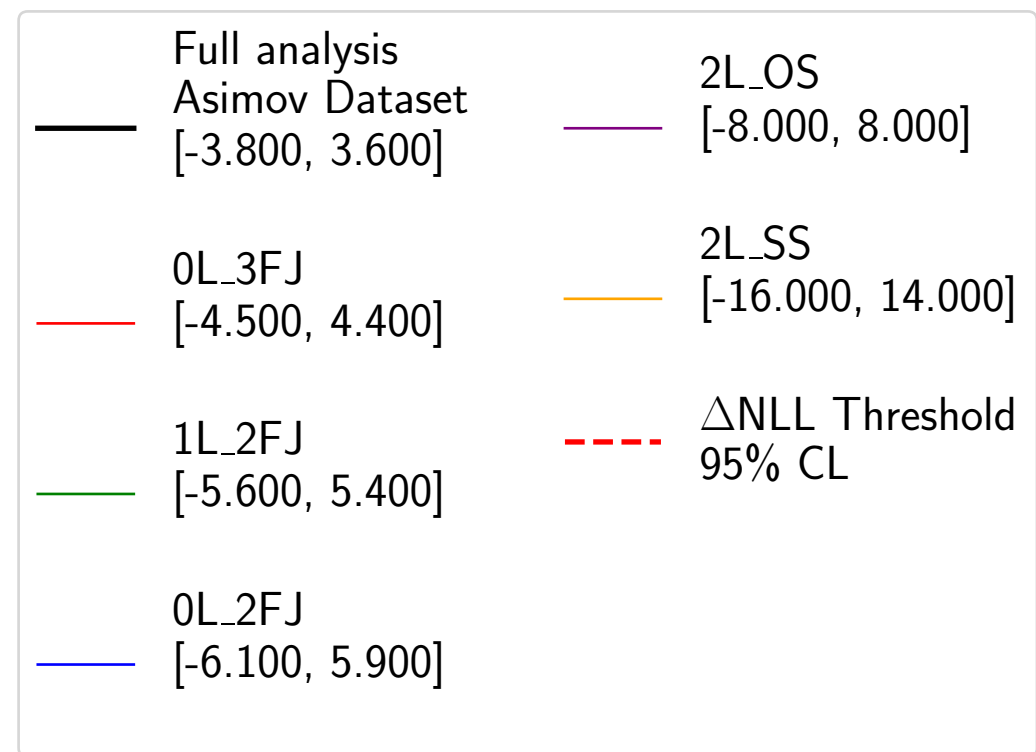 Full analysis
Asimov Dataset
[-3.800, 3.600]
0L_3FJ
[-4.500, 4.400]
1L_2FJ
[-5.600, 5.400]
0L_2FJ
[-6.100, 5.900]
2L_OS
[-8.000, 8.000]
2L_SS
[-16.000, 14.000]
ΔNLL Threshold
95% CL